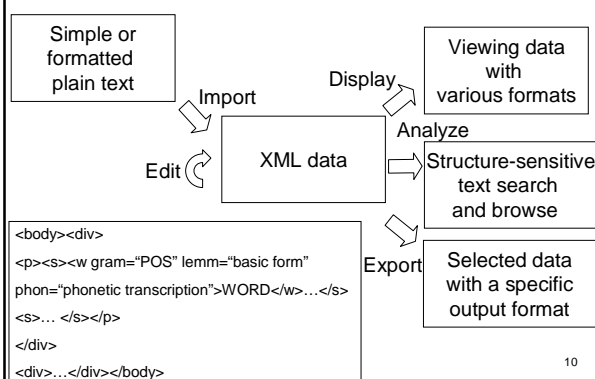 Simple or
formatted
plain text
Import
Edit
XML data
Display
Viewing data
with
various formats
Analyze
Structure-sensitive
text search
and browse
Export
Selected data
with a specific
output format
<body><div>
<p><s><w gram=“POS” lemm=“basic form”
phon=“phonetic transcription”>WORD</w>…</s>
<s>… </s></p>
</div>
<div>…</div></body>
10